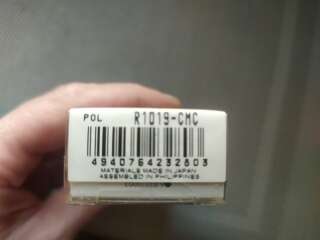 POL R1019-CMC
4940764232803
MATERIALS MADE IN JAPAN
ASSEMBLED IN PHILIPPINES